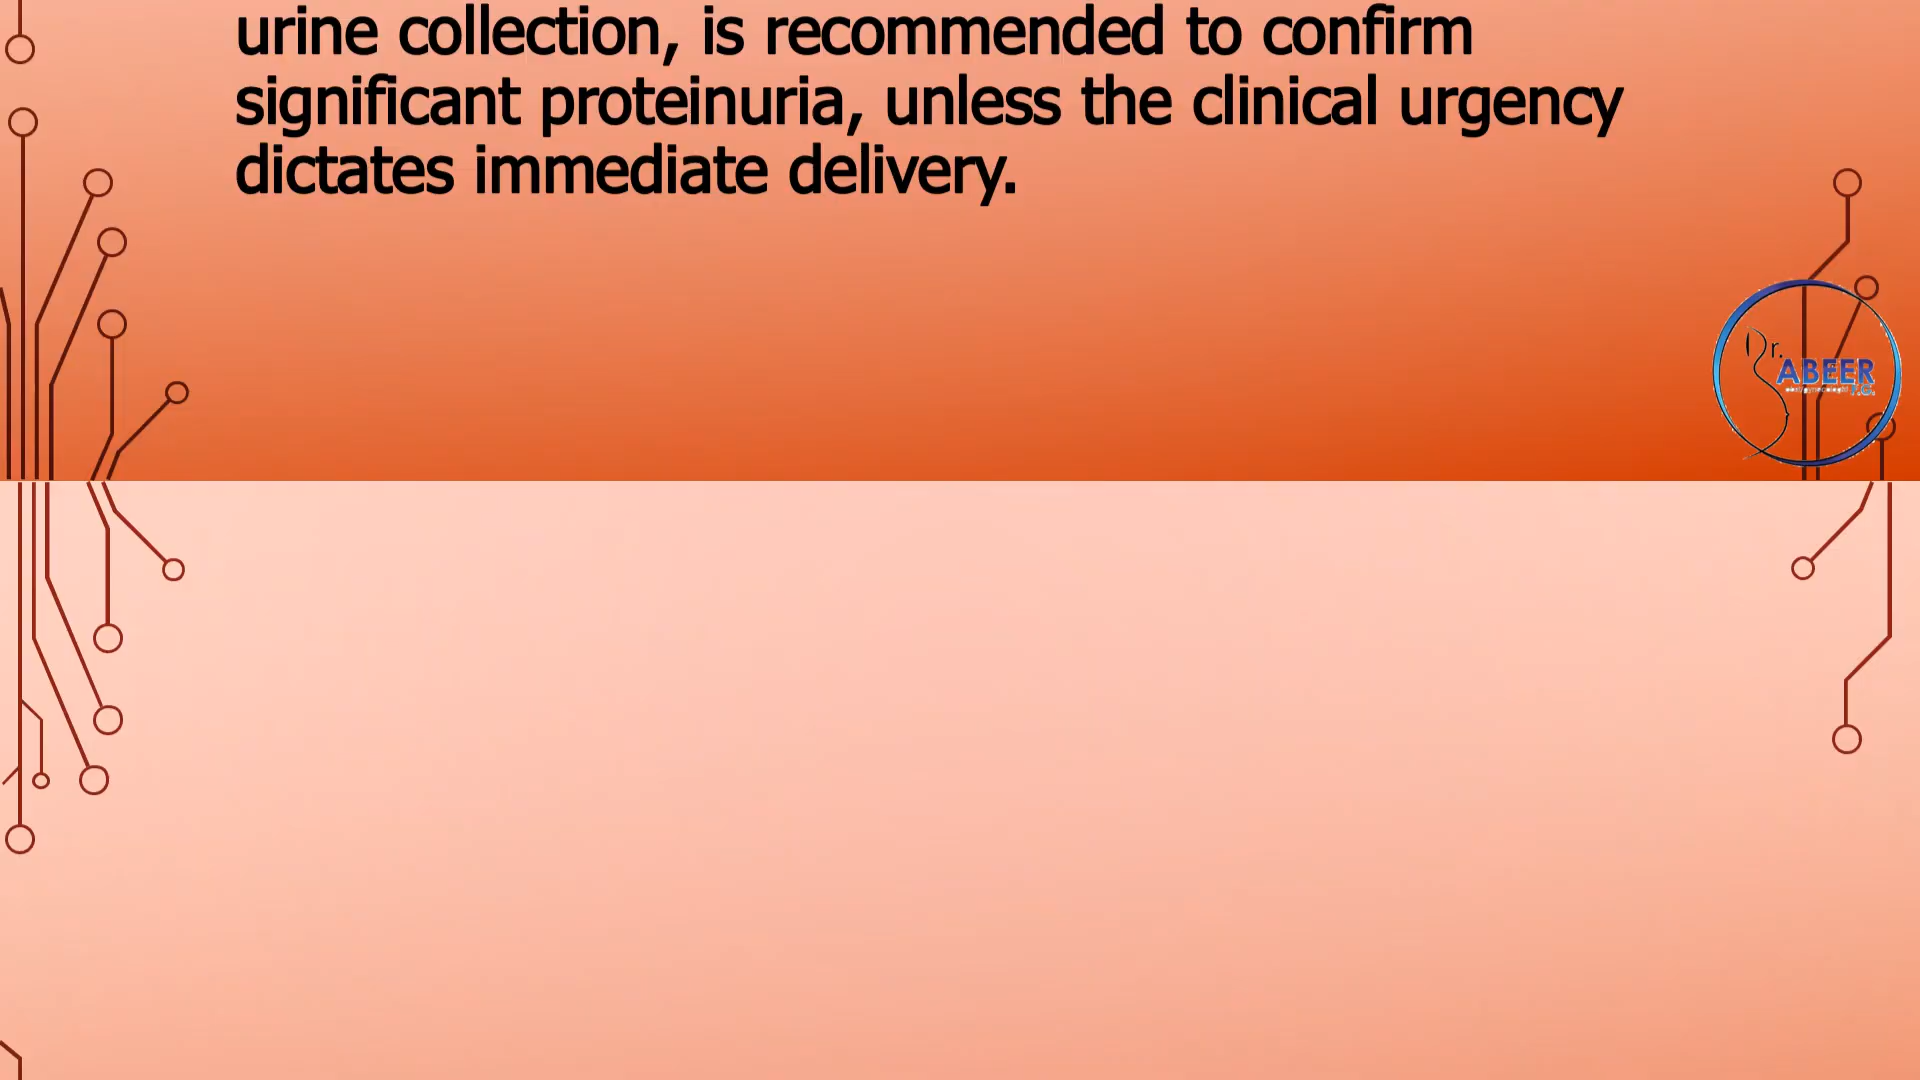 urine collection, is recommended to confirm
significant proteinuria, unless the clinical urgency
dictates immediate delivery.
Dr.
ABEER
F.G.